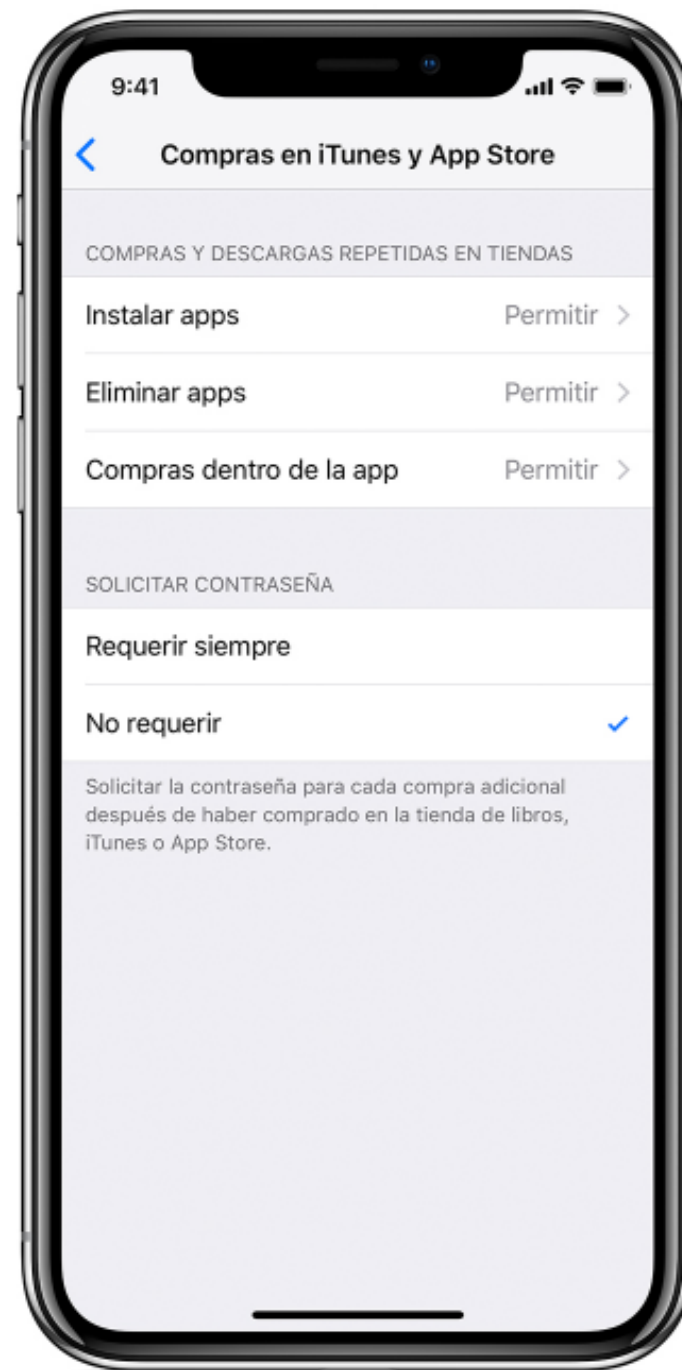 9:41
Compras en iTunes y App Store
COMPRAS Y DESCARGAS REPETIDAS EN TIENDAS
Instalar apps Permitir
Eliminar apps Permitir
Compras dentro de la app Permitir
SOLICITAR CONTRASEÑA
Requerir siempre
No requerir
Solicitar la contraseña para cada compra adicional
después de haber comprado en la tienda de libros,
iTunes o App Store.